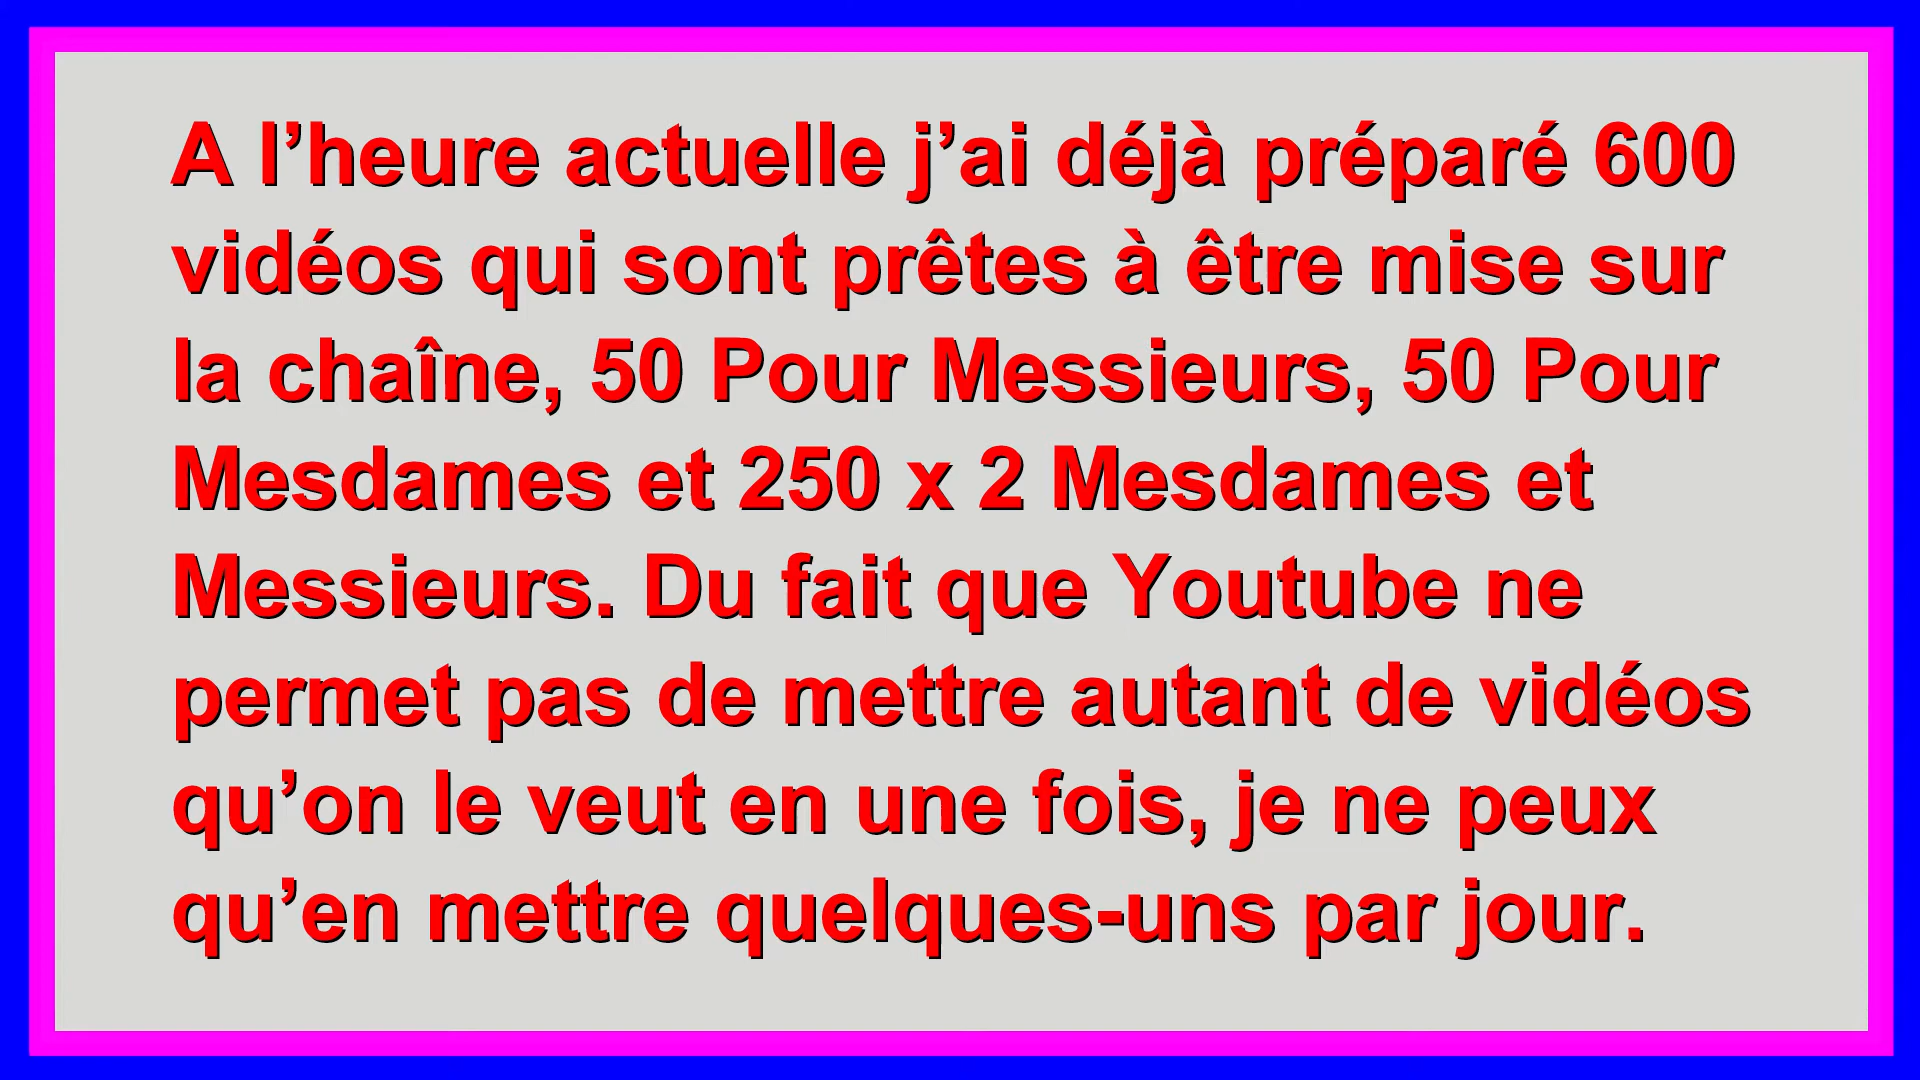 A l’heure actuelle j’ai déjà préparé 600
vidéos qui sont prêtes à être mise sur
la chaîne, 50 Pour Messieurs, 50 Pour
Mesdames et 250 x 2 Mesdames et
Messieurs. Du fait que Youtube ne
permet pas de mettre autant de vidéos
qu’on le veut en une fois, je ne peux
qu’en mettre quelques-uns par jour.